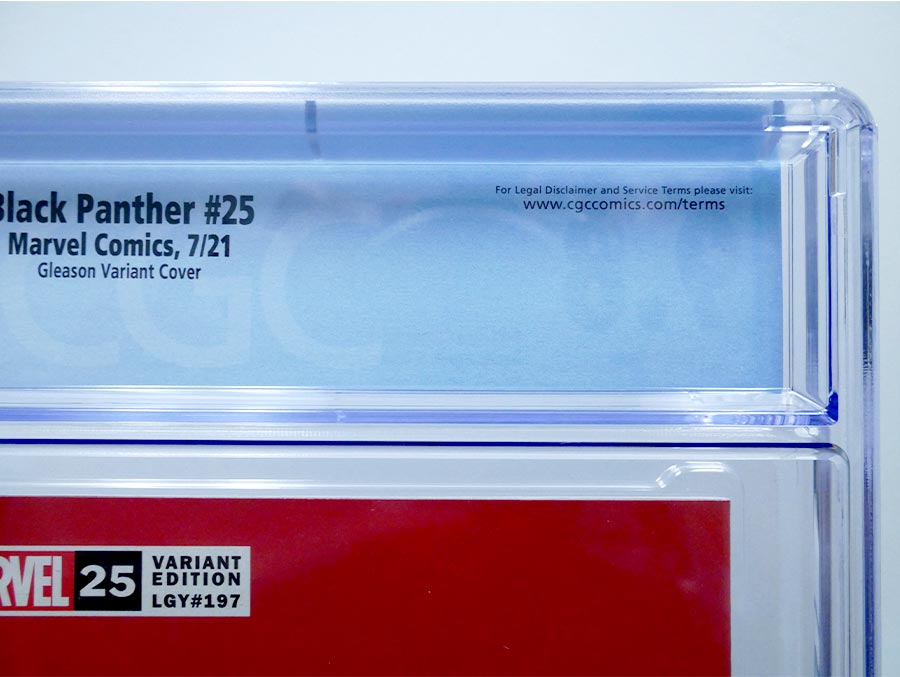 Black Panther #25
Marvel Comics, 7/21
Gleason Variant Cover
For Legal Disclaimer and Service Terms please visit:
www.cgccomics.com/terms
CGC
RVEL 25 VARIANT
EDITION
LGY#197